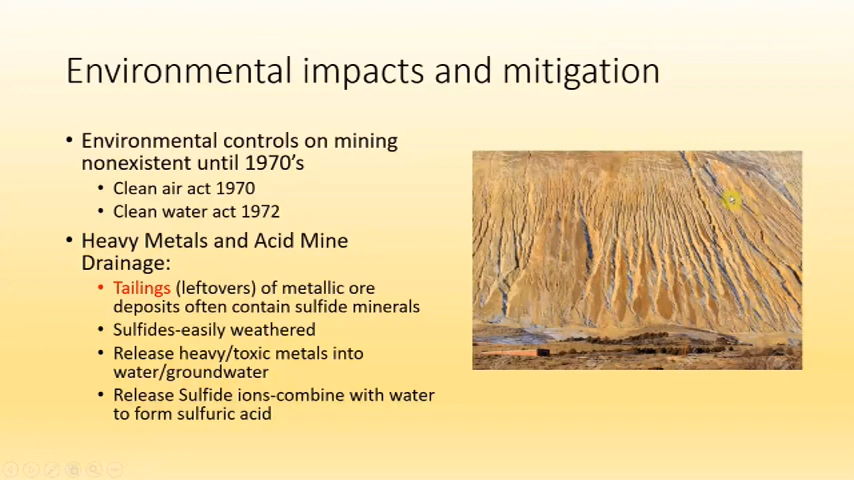 Environmental impacts and mitigation
• Environmental controls on mining
nonexistent until 1970's
• Clean air act 1970
• Clean water act 1972
• Heavy Metals and Acid Mine
Drainage:
• Tailings (leftovers) of metallic ore
deposits often contain sulfide minerals
• Sulfides-easily weathered
• Release heavy/toxic metals into
water/groundwater
• Release Sulfide ions-combine with water
to form sulfuric acid